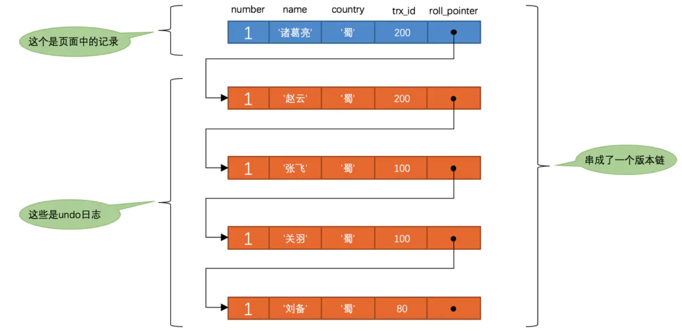 number name country trx_id roll_pointer
这个是页面中的记录
1 '诸葛亮' '蜀' 200
1 '赵云' '蜀' 200
1 '张飞' '蜀' 100
串成了一个版本链
这些是undo日志
1 '关羽' '蜀' 100
1 '刘备' '蜀' 80